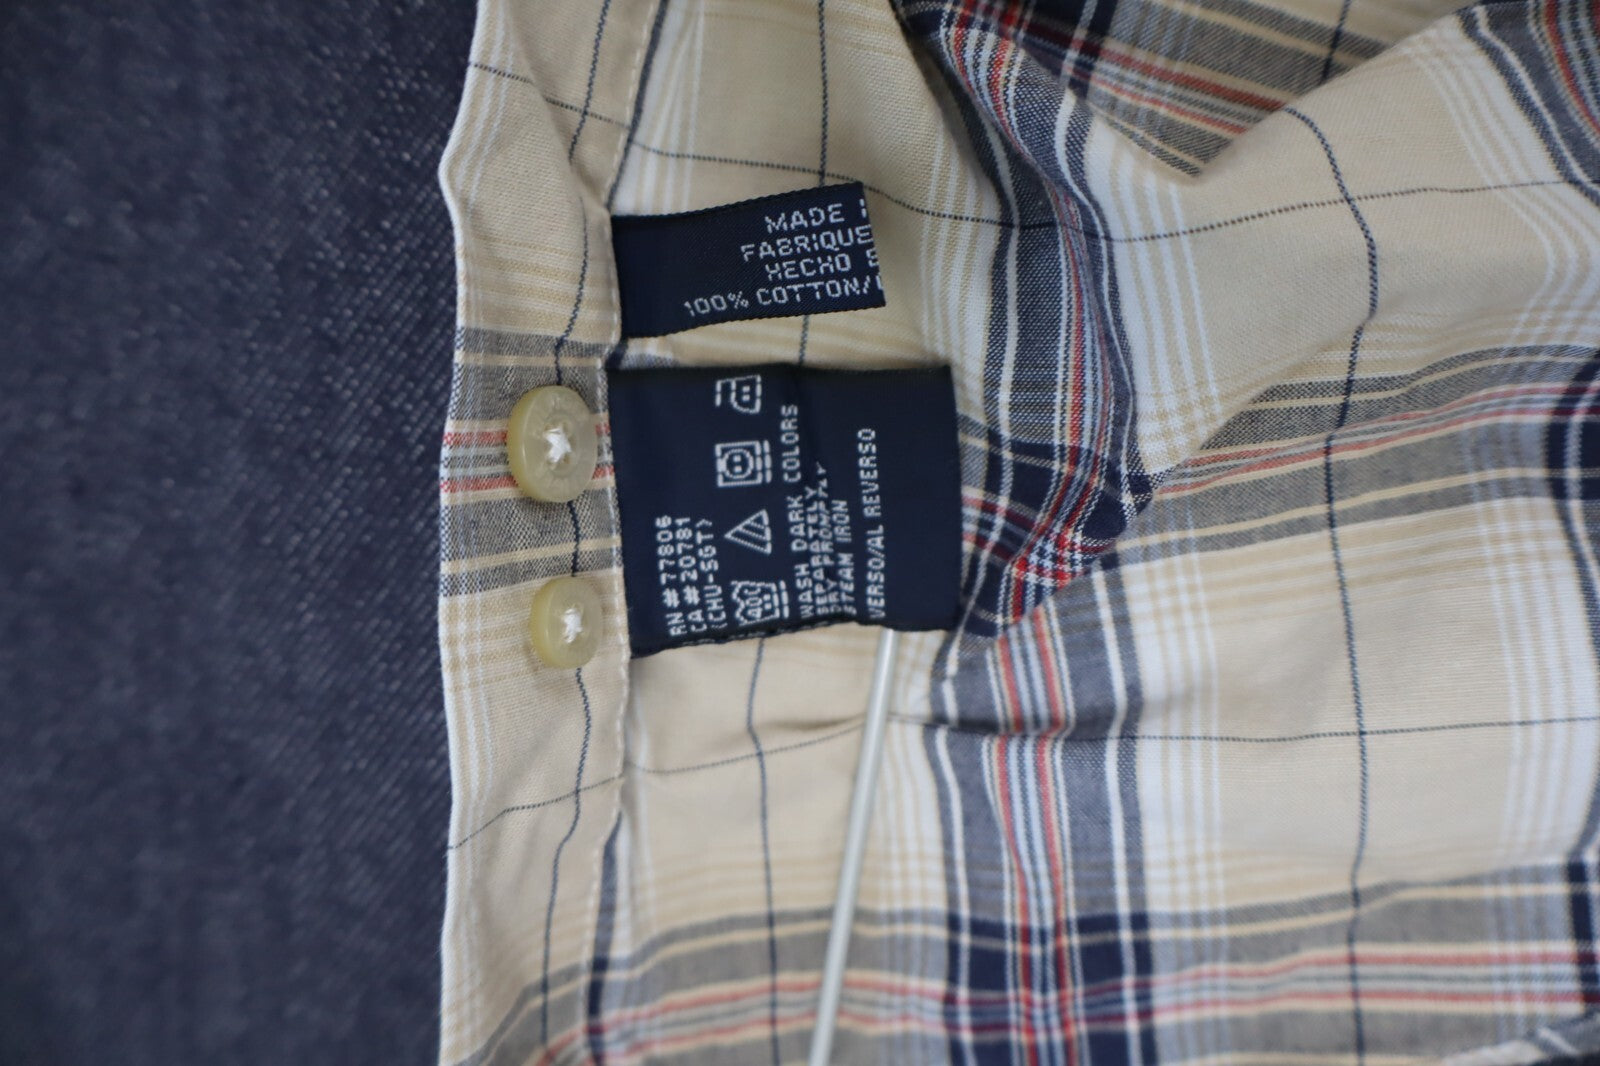 MADE I
FABRIQUE
HECHO S
100% COTTON/
RN #77806
CA#20781
(CHU-SGT)
40C
WASH DARK COLORS
SEPARATELY
DRY PROMPTLY
STEAM IRON
VERSO/AL REVERSO